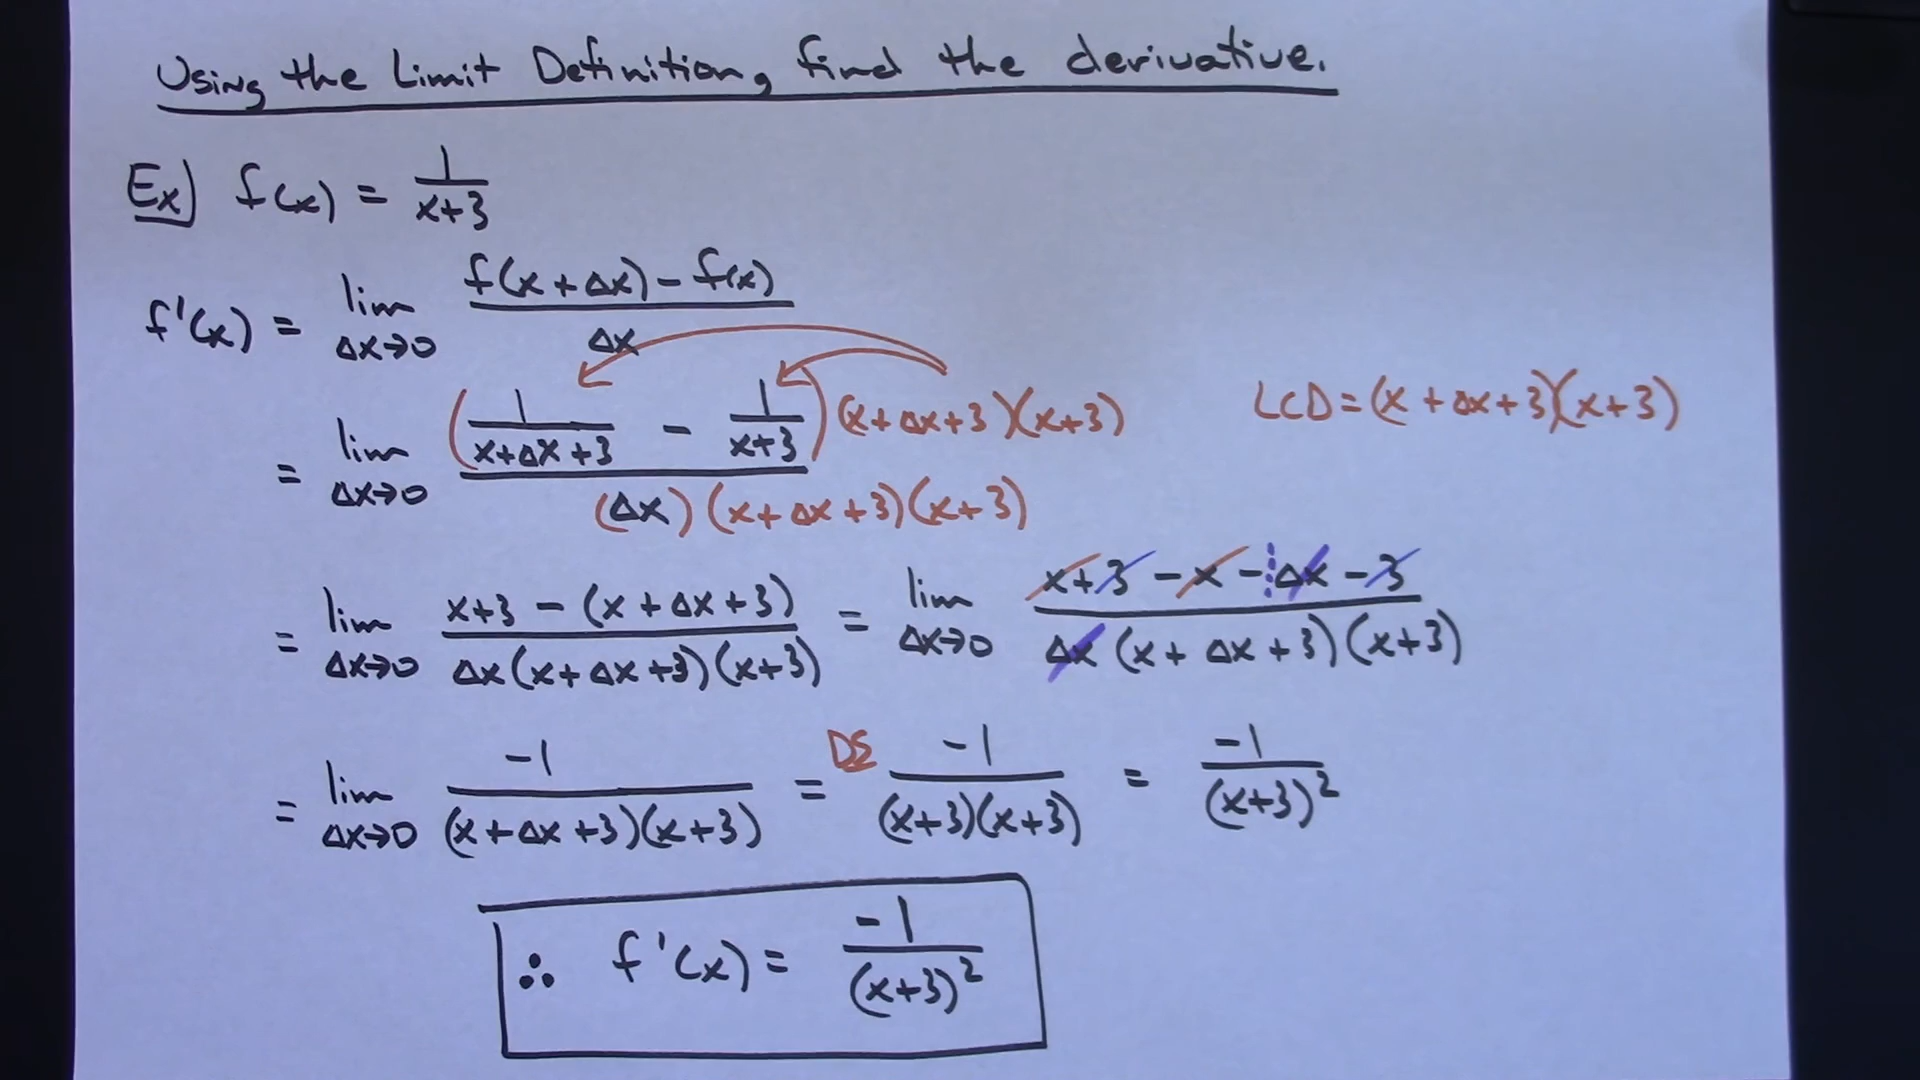 Using the Limit Definition, find the derivative.
Ex) f(x) = 1/(x+3)
f'(x) = lim Δx→0 (f(x+Δx) - f(x))/Δx
= lim Δx→0 (1/(x+Δx+3) - 1/(x+3)) (x+Δx+3)(x+3) / (Δx)(x+Δx+3)(x+3) LCD = (x+Δx+3)(x+3)
= lim Δx→0 (x+3 - (x+Δx+3))/(Δx(x+Δx+3)(x+3)) = lim Δx→0 (x+3 - x - Δx - 3)/(Δx(x+Δx+3)(x+3))
= lim Δx→0 -1/((x+Δx+3)(x+3)) = DS -1/((x+3)(x+3)) = -1/(x+3)²
∴ f'(x) = -1/(x+3)²